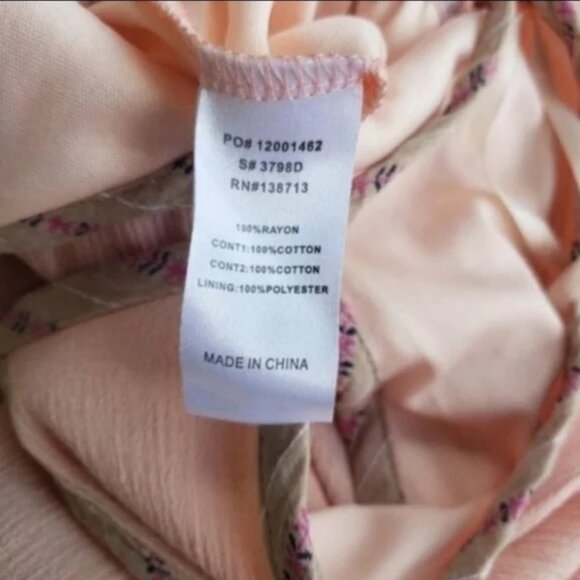 PO# 12001462
S# 3798D
RN#138713
100%RAYON
CONT1:100%COTTON
CONT2:100%COTTON
LINING:100%POLYESTER
MADE IN CHINA